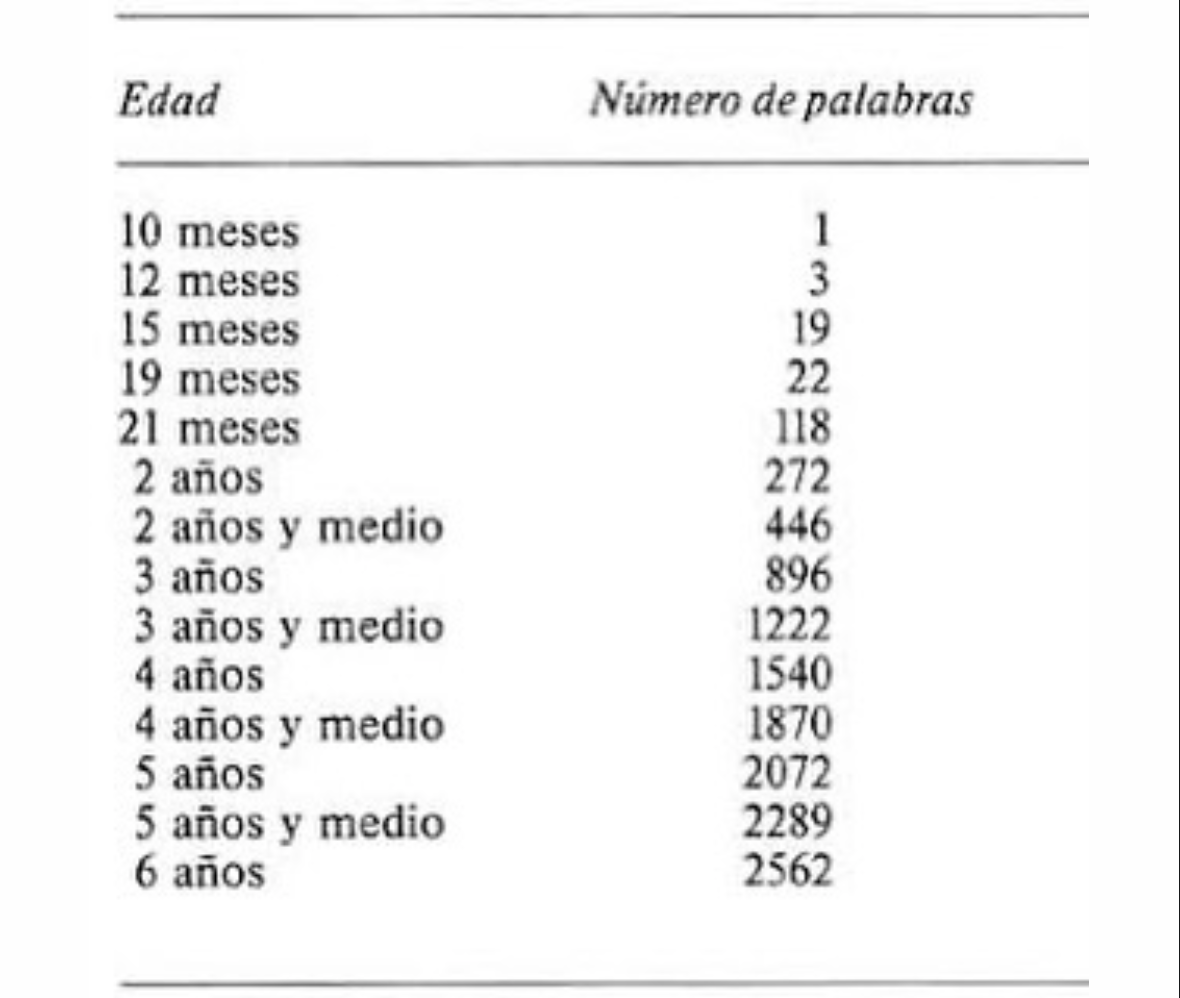 Edad Número de palabras
10 meses 1
12 meses 3
15 meses 19
19 meses 22
21 meses 118
2 años 272
2 años y medio 446
3 años 896
3 años y medio 1222
4 años 1540
4 años y medio 1870
5 años 2072
5 años y medio 2289
6 años 2562